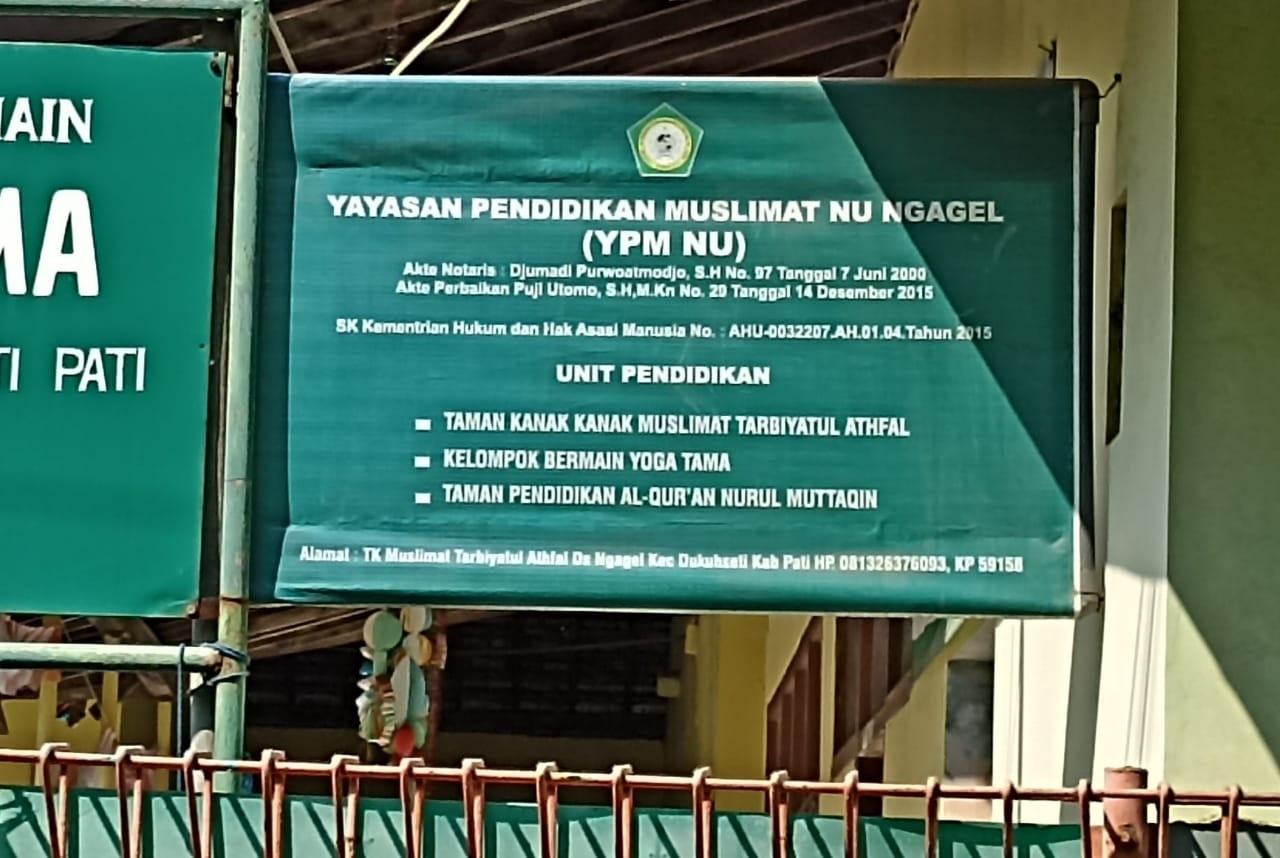 MAIN
MA
TI PATI
YAYASAN PENDIDIKAN MUSLIMAT NU NGAGEL
(YPM NU)
Akte Notaris : Djumadi Purwoatmodjo, S.H No. 97 Tanggal 7 Juni 2000
Akte Perbaikan Puji Utomo, S.H,M.Kn No. 29 Tanggal 14 Desember 2015
SK Kementrian Hukum dan Hak Asasi Manusia No. : AHU-0032207.AH.01.04.Tahun 2015
UNIT PENDIDIKAN
TAMAN KANAK KANAK MUSLIMAT TARBIYATUL ATHFAL
KELOMPOK BERMAIN YOGA TAMA
TAMAN PENDIDIKAN AL-QUR'AN NURUL MUTTAQIN
Alamat : TK Muslimat Tarbiyatul Athfal Ds Ngagel Kec Dukuhseti Kab Pati HP. 081326376093, KP 59158